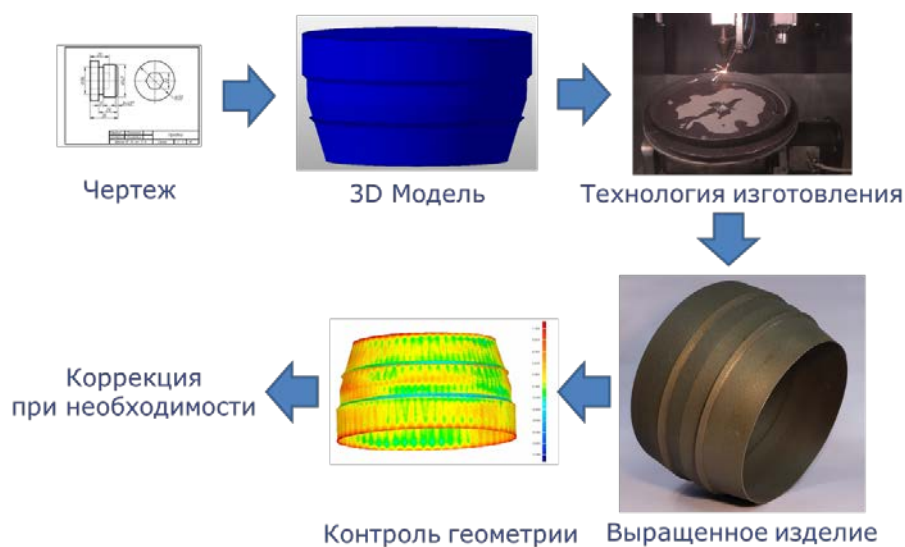 Чертеж
3D Модель
Технология изготовления
Коррекция
при необходимости
Контроль геометрии
Выращенное изделие